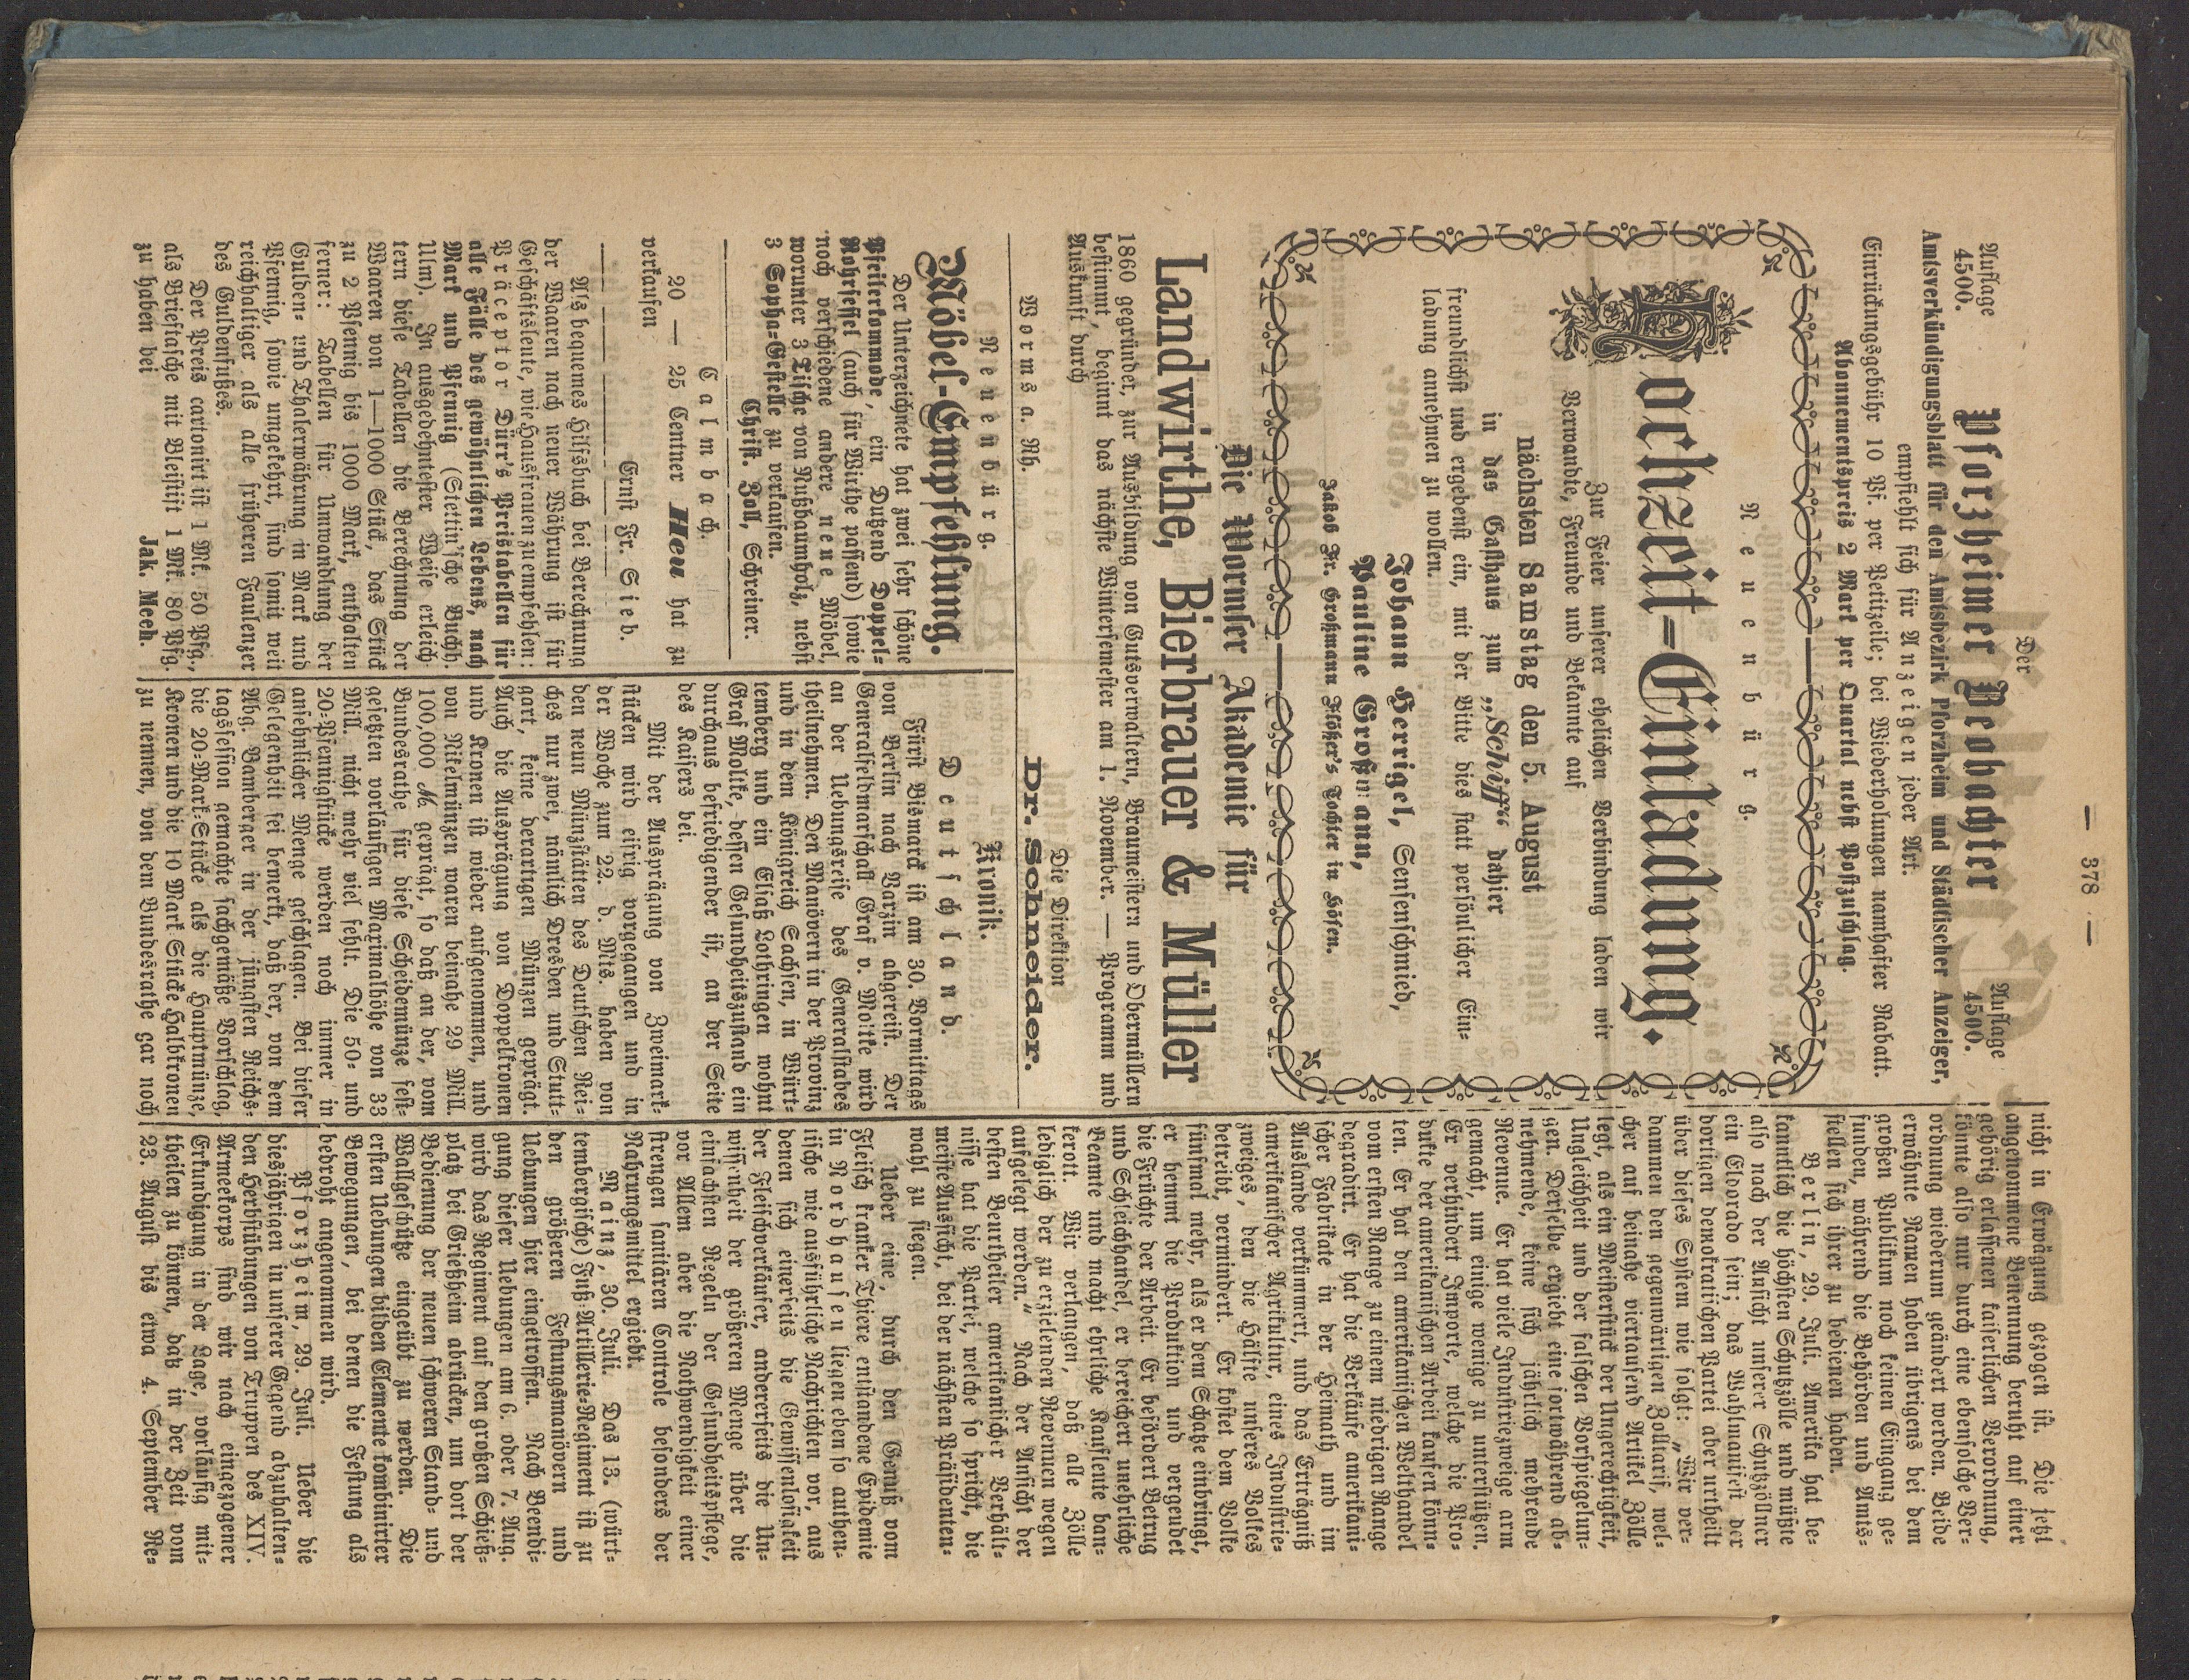 — 378 —
Der
Auflage Pforzheimer Beobachter Auflage
4500. 4500.
Amtsverkündigungsblatt für den Amtsbezirk Pforzheim und Städtischer Anzeiger,
empfiehlt sich für Anzeigen jeder Art.
Einrückungsgebühr 10 Pf. per Petitzeile; bei Wiederholungen namhafter Rabatt.
Abonnementspreis 2 Mark per Quartal nebst Postzuschlag.
Neuenbürg.
Hochzeit-Einladung.
Zur Feier unserer ehelichen Verbindung laden wir
Verwandte, Freunde und Bekannte auf
nächsten Samstag den 5. August
in das Gasthaus zum „Schiff“ dahier
freundlichst und ergebenst ein, mit der Bitte dies statt persönlicher Ein-
ladung annehmen zu wollen.
Johann Herrigel, Sensenschmied,
Pauline Großmann,
Jakob Fr. Großmann Flößer's Tochter in Höfen.
Die Wormser Akademie für
Landwirthe, Bierbrauer & Müller
1860 gegründet, zur Ausbildung von Gutsverwaltern, Braumeistern und Obermüllern
bestimmt, beginnt das nächste Wintersemester am 1. November. — Programm und
Auskunft durch
Die Direktion
Worms a. Rh. Dr. Schneider.
Neuenbürg.
Möbel-Empfehlung.
Der Unterzeichnete hat zwei sehr schöne
Pfeilerkommode, ein Dutzend Doppel-
Rohrsessel (auch für Wirthe passend) sowie
noch verschiedene andere neue Möbel,
worunter 3 Tische von Nußbaumholz, nebst
3 Sopha-Gestelle zu verkaufen.
Christ. Zoll, Schreiner.
Calmbach.
20 — 25 Centner Heu hat zu
verkaufen
Ernst Fr. Sieb.
Als bequemes Hilfsbuch bei Berechnung
der Waaren nach neuer Währung ist für
Geschäftsleute, wie Hausfrauen zu empfehlen:
Präceptor Dürr's Preistabellen für
alle Fälle des gewöhnlichen Lebens, nach
Mark und Pfennig (Stettin'sche Buchh.
Ulm). In ausgedehntester Weise erleich-
tern diese Tabellen die Berechnung der
Waaren von 1—1000 Stück, das Stück
zu 2 Pfennig bis 1000 Mark, enthalten
ferner: Tabellen für Umwandlung der
Gulden- und Thalerwährung in Mark und
Pfennig, sowie umgekehrt, sind somit weit
reichhaltiger als alle früheren Faulenzer
des Guldenfußes.
Der Preis cartonirt ist 1 Mk. 50 Pfg.,
als Brieftasche mit Bleistift 1 Mk. 80 Pfg.
zu haben bei
Jak. Meeh.
Kronik.
Deutschland.
Fürst Bismarck ist am 30. Vormittags
von Berlin nach Varzin abgereist. Der
Generalfeldmarschall Graf v. Moltke wird
an der Uebungsreise des Generalstabes
theilnehmen. Den Manövern in der Provinz
und in dem Königreich Sachsen, in Würt-
temberg und ein Elsaß Lothringen wohnt
Graf Moltke, dessen Gesundheitszustand ein
durchaus befriedigender ist, an der Seite
des Kaisers bei.
Mit der Ausprägung von Zweimark-
stücken wird eifrig vorgegangen und in
der Woche zum 22. d. Mts. haben von
den neun Münzstätten des Deutschen Rei-
ches nur zwei, nämlich Dresden und Stutt-
gart, keine derartigen Münzen geprägt.
Auch die Ausprägung von Doppelkronen
und Kronen ist wieder aufgenommen, und
von Nikelmünzen waren beinahe 29 Mill.
100,000 ℳ geprägt, so daß an der, vom
Bundesrathe für diese Scheidemünze fest-
gesetzten vorläufigen Maximalhöhe von 33
Mill. nicht mehr viel fehlt. Die 50- und
20-Pfennigstücke werden noch immer in
ansehnlicher Menge geschlagen. Bei dieser
Gelegenheit sei bemerkt, daß der, von dem
Abg. Bamberger in der jüngsten Reichs-
tagssession gemachte sachgemäße Vorschlag,
die 20-Mark-Stücke als die Hauptmünze,
Kronen und die 10 Mark Stücke Halbkronen
zu nennen, von dem Bundesrathe gar noch
nicht in Erwägung gezogen ist. Die jetzt
angenommene Benennung beruht auf einer
gehörig erlassenen kaiserlichen Verordnung,
könnte also nur durch eine ebensolche Ver-
ordnung wiederum geändert werden. Beide
erwähnte Namen haben übrigens bei dem
großen Publikum noch keinen Eingang ge-
funden, während die Behörden und Amts-
stellen sich ihrer zu bedienen haben.
Berlin, 29. Juli. Amerika hat be-
kanntlich die höchsten Schutzzölle und müßte
also nach der Ansicht unserer Schutzzöllner
ein Eldorado sein; das Wahlmanifest der
dortigen demokratischen Partei aber urtheilt
über dieses System wie folgt: „Wir ver-
dammen den gegenwärtigen Zolltarif, wel-
cher auf beinahe viertausend Artikel Zölle
legt, als ein Meisterstück der Ungerechtigkeit,
Ungleichheit und der falschen Vorspiegelun-
gen. Derselbe ergiebt eine fortwährend ab-
nehmende, keine sich jährlich mehrende
Revenue. Er hat viele Industriezweige arm
gemacht, um einige wenige zu unterstützen.
Er verhindert Importe, welche die Pro-
dukte der amerikanischen Arbeit kaufen könn-
ten. Er hat den amerikanischen Welthandel
vom ersten Range zu einem niedrigen Range
degradirt. Er hat die Verkäufe amerikani-
scher Fabrikate in der Heimath und im
Auslande verkümmert, und das Erträgniß
amerikanischer Agrikultur, eines Industrie-
zweiges, den die Hälfte unseres Volkes
betreibt, vermindert. Er kostet dem Volke
fünfmal mehr, als er dem Schatze einbringt,
er hemmt die Produktion und vergeudet
die Früchte der Arbeit. Er befördert Betrug
und Schleichhandel, er bereichert unehrliche
Beamte und macht ehrliche Kaufleute ban-
kerott. Wir verlangen, daß alle Zölle
lediglich der zu erzielenden Revenuen wegen
aufgelegt werden.“ Nach der Ansicht der
besten Beurtheiler amerikanischer Verhält-
nisse hat die Partei, welche so spricht, die
meiste Aussicht, bei der nächsten Präsidenten-
wahl zu siegen.
Ueber eine, durch den Genuß vom
Fleisch kranker Thiere entstandene Epidemie
in Nordhausen liegen eben so authen-
tische wie ausführliche Nachrichten vor, aus
denen sich einerseits die Gewissenlosigkeit
der Fleischverkäufer, andererseits die Un-
wissenheit der größeren Menge über die
einfachsten Regeln der Gesundheitspflege,
vor Allem aber die Nothwendigkeit einer
strengen sanitären Controle besonders der
Nahrungsmittel ergiebt.
Mainz, 30. Juli. Das 13. (würt-
tembergische) Fuß-Artillerie-Regiment ist zu
den größeren Festungsmanövern und
Uebungen hier eingetroffen. Nach Beendi-
gung dieser Uebungen am 6. oder 7. Aug.
wird das Regiment auf den großen Schieß-
platz bei Grießheim abrücken, um dort der
Bedienung der neuen schweren Stand- und
Wallgeschütze eingeübt zu werden. Die
ersten Uebungen bilden Elemente kombinirter
Bewegungen, bei denen die Festung als
bedroht angenommen wird.
Pforzheim, 29. Juli. Ueber die
diesjährigen in unserer Gegend abzuhalten-
den Herbstübungen von Truppen des XIV.
Armeekorps sind wir nach eingezogener
Erkundigung in der Lage, vorläufig mit-
theilen zu können, daß in der Zeit vom
23. August bis etwa 4. September Re-